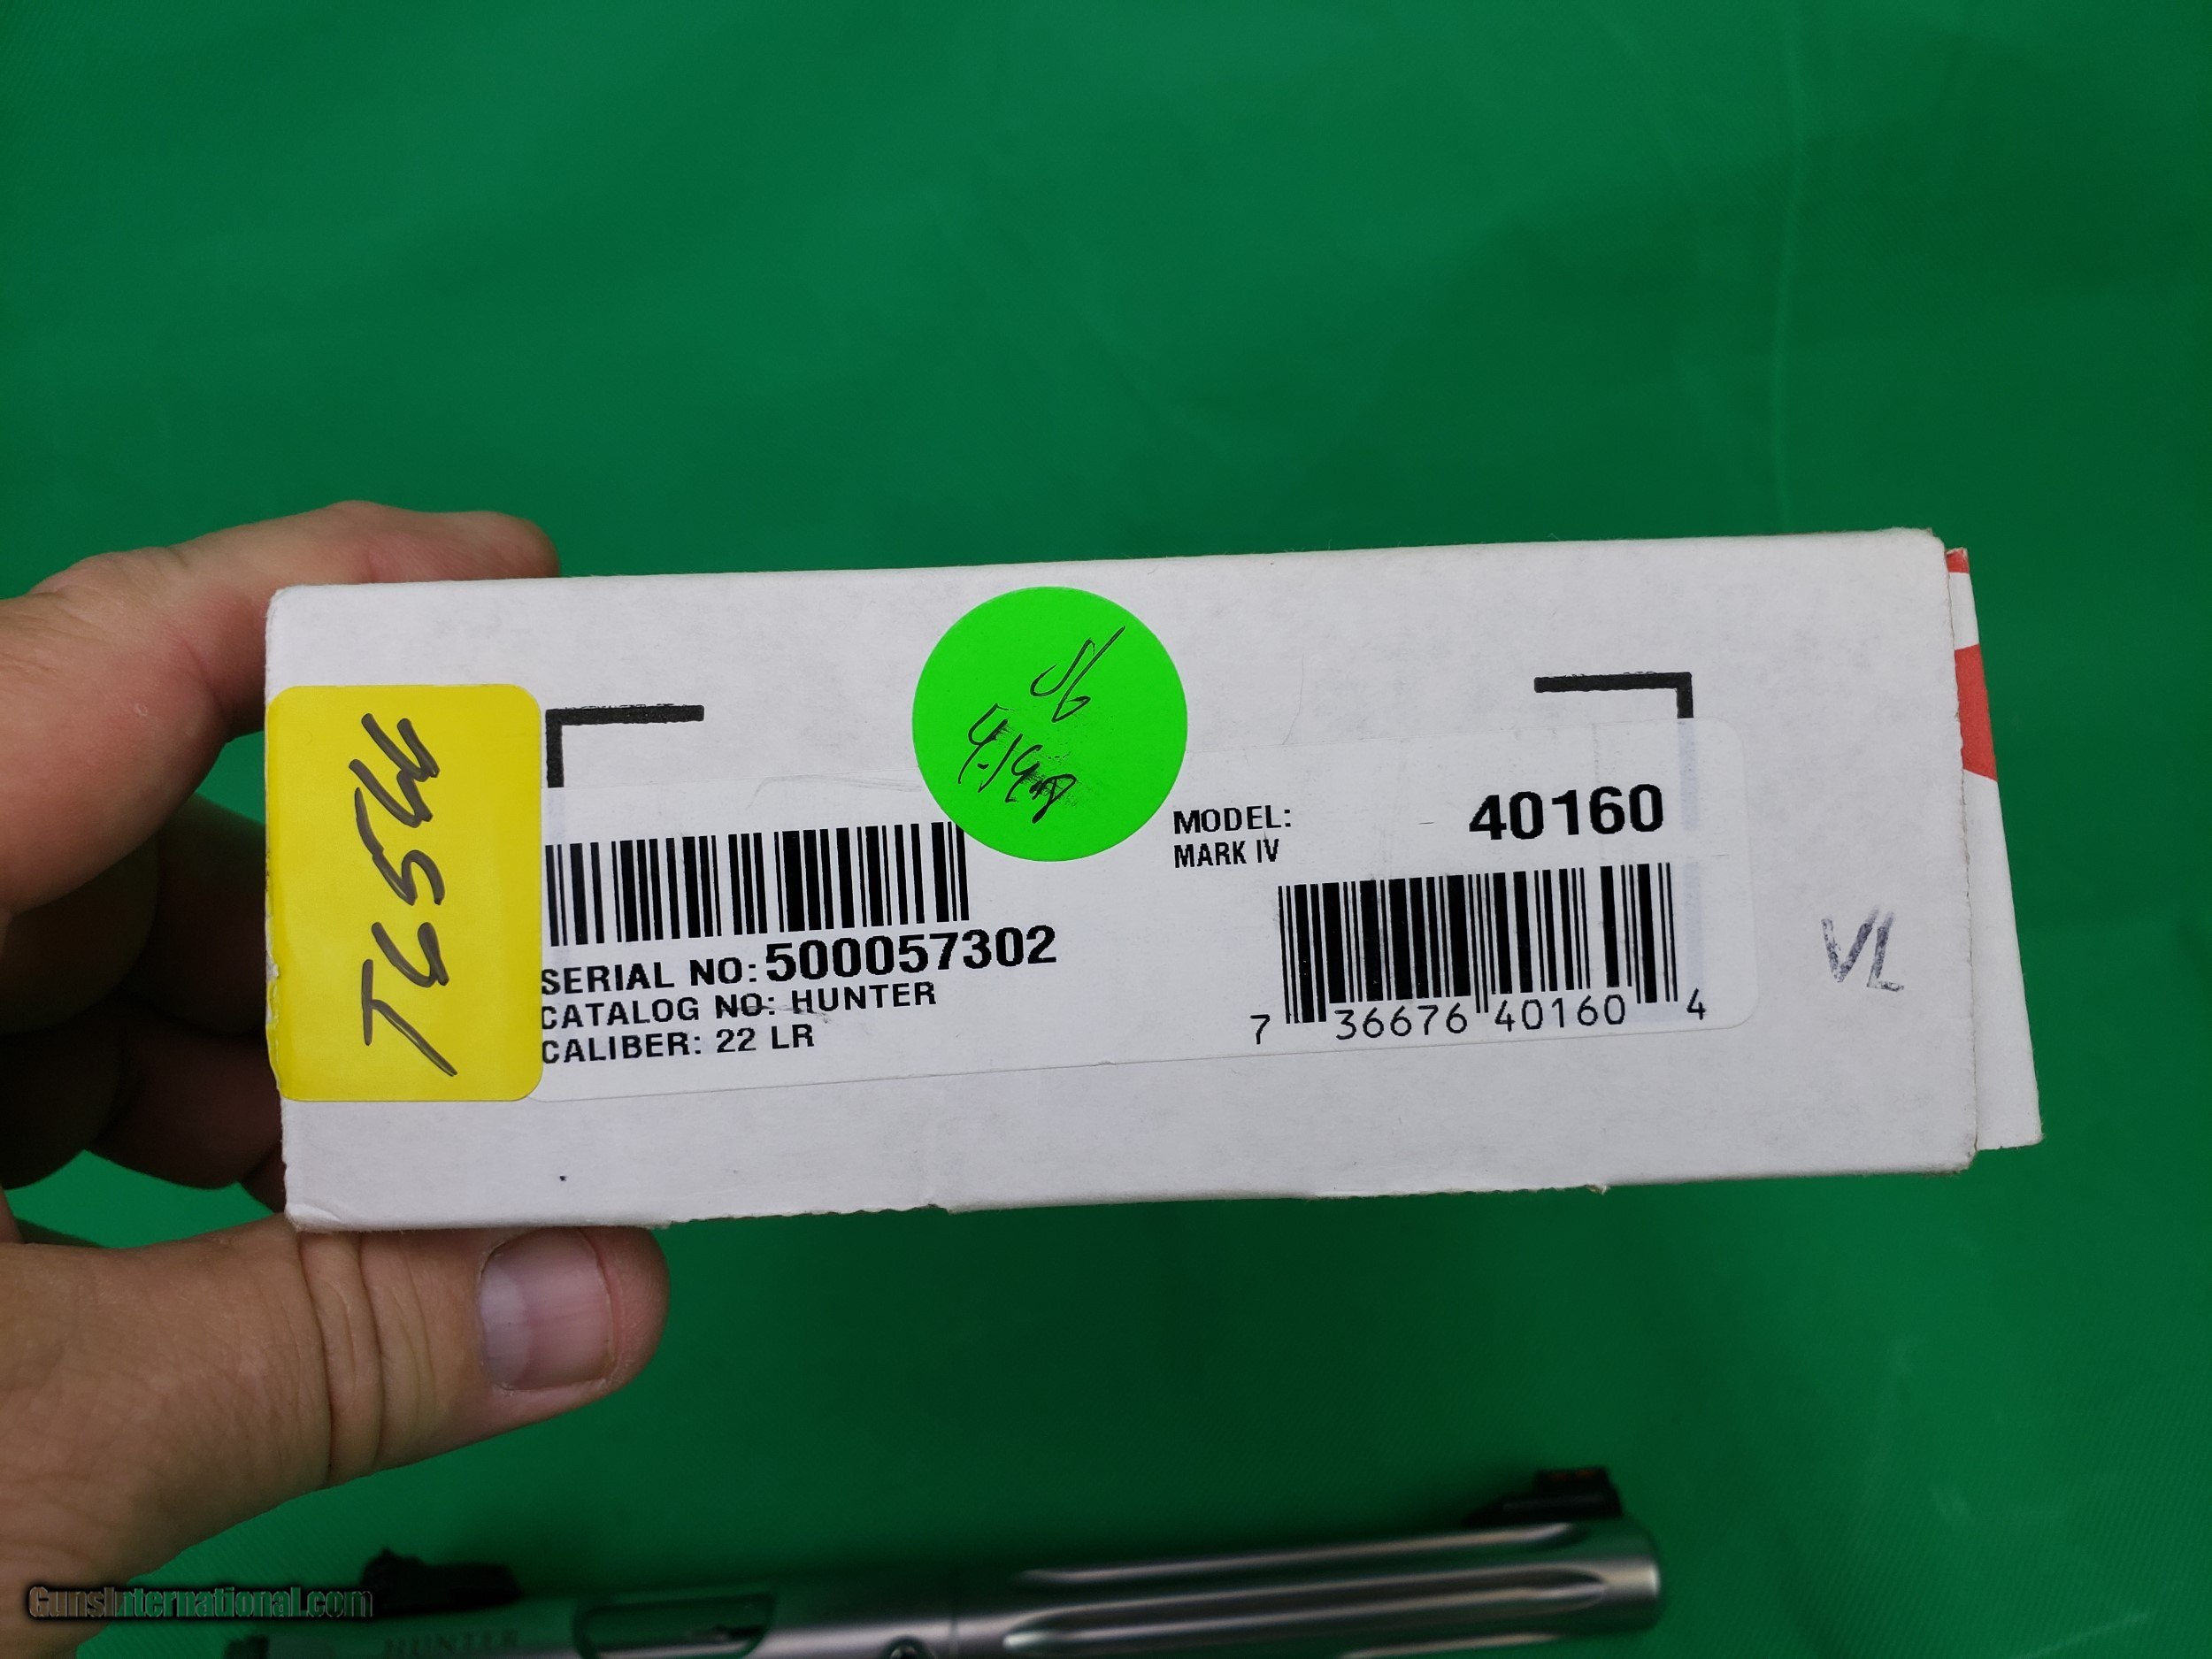 MODEL:
MARK IV
40160
SERIAL NO: 500057302
CATALOG NO: HUNTER
CALIBER: 22 LR
7 36676 40160 4
VL
HUNTER
GunsInternational.com